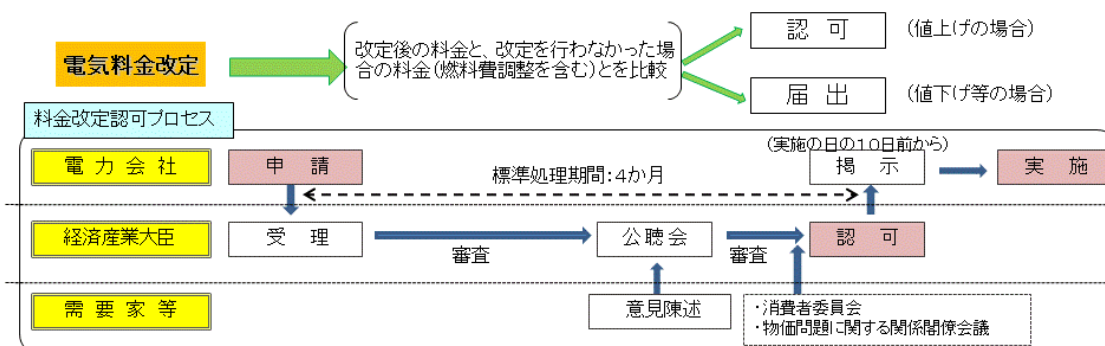 認 可
(値上げの場合)
電気料金改定
改定後の料金と、改定を行わなかった場
合の料金(燃料費調整を含む)とを比較
届 出
(値下げ等の場合)
料金改定認可プロセス
(実施の日の10日前から)
電 力 会 社
申 請
標準処理期間:4か月
掲 示
実 施
経済産業大臣
受 理
審査
公聴会
審査
認 可
需 要 家 等
意見陳述
・消費者委員会
・物価問題に関する関係閣僚会議